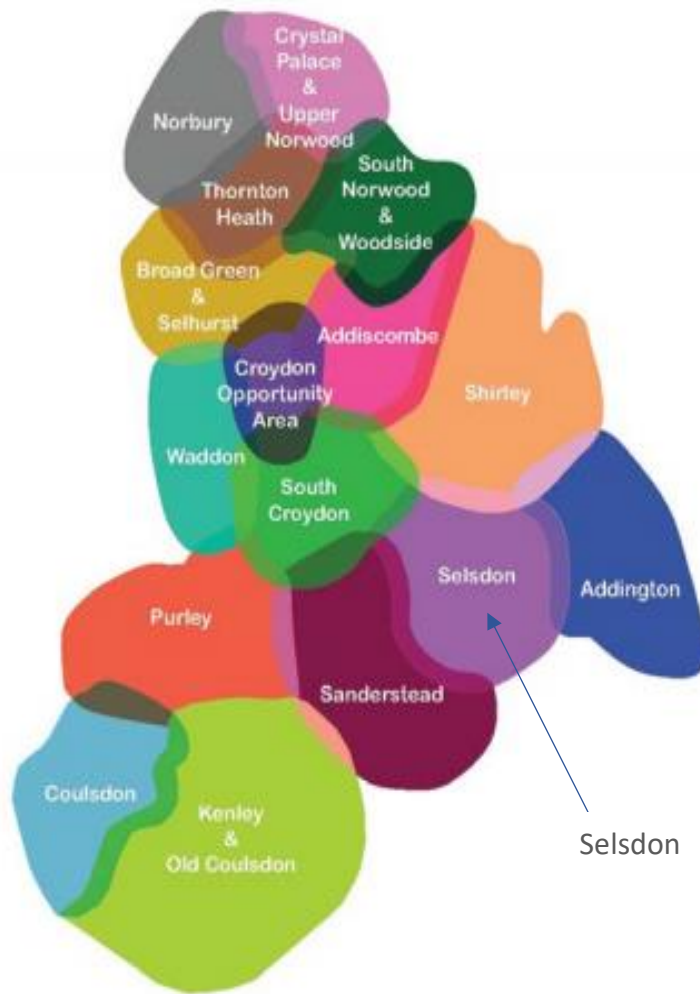 Crystal
Palace
&
Upper
Norwood
Norbury
South
Norwood
&
Woodside
Thornton
Heath
Broad Green
&
Selhurst
Addiscombe
Croydon
Opportunity
Area
Shirley
Waddon
South
Croydon
Selsdon
Addington
Purley
Sanderstead
Coulsdon
Kenley
&
Old Coulsdon
Selsdon